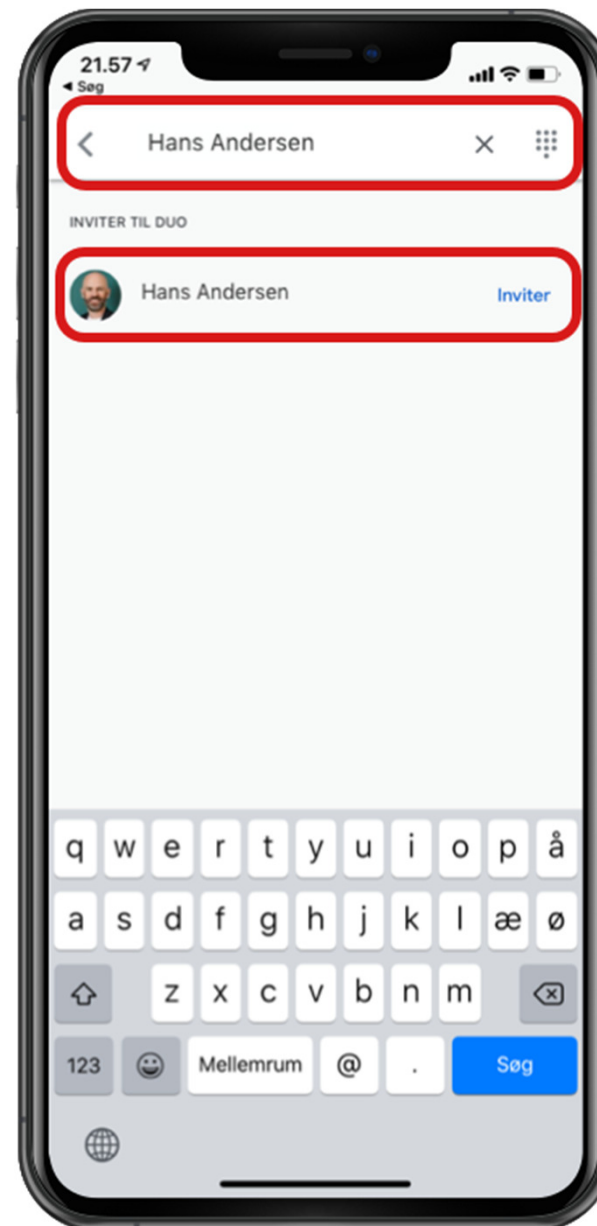 21.57
◀ Søg
Hans Andersen
INVITER TIL DUO
Hans Andersen Inviter
q w e r t y u i o p å
a s d f g h j k l æ ø
z x c v b n m
123 Mellemrum @ . Søg